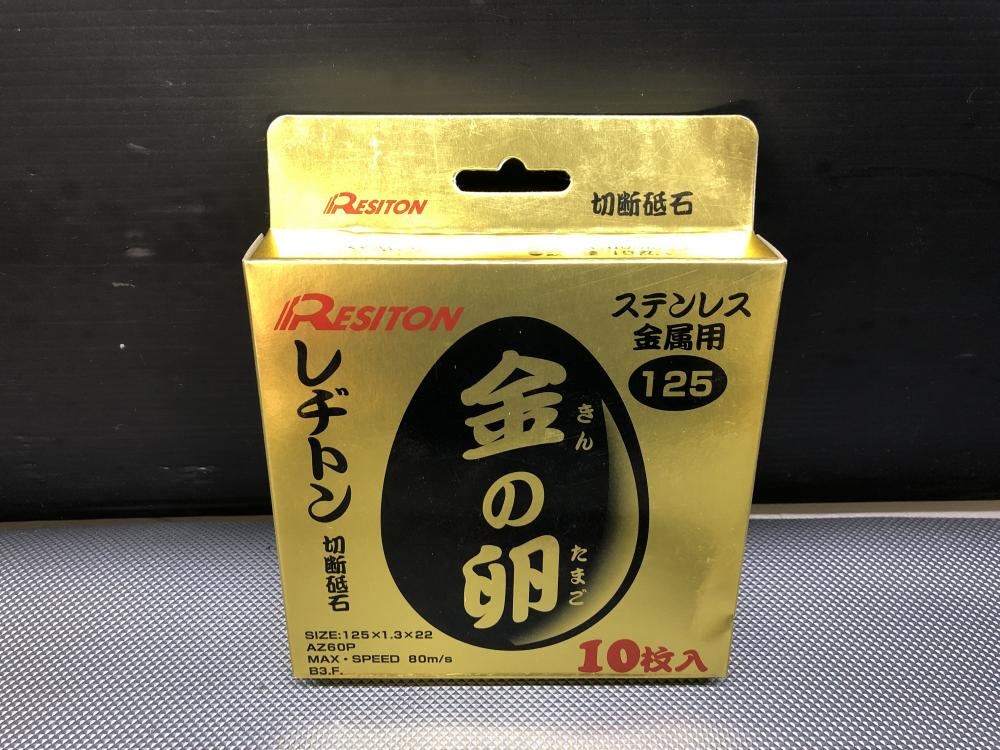 RESITON
切断砥石
RESITON
レヂトン
切断砥石
ステンレス
金属用
125
金の卵
きん
たまご
SIZE:125×1.3×22
AZ60P
MAX・SPEED 80m/s
B3.F.
10枚入